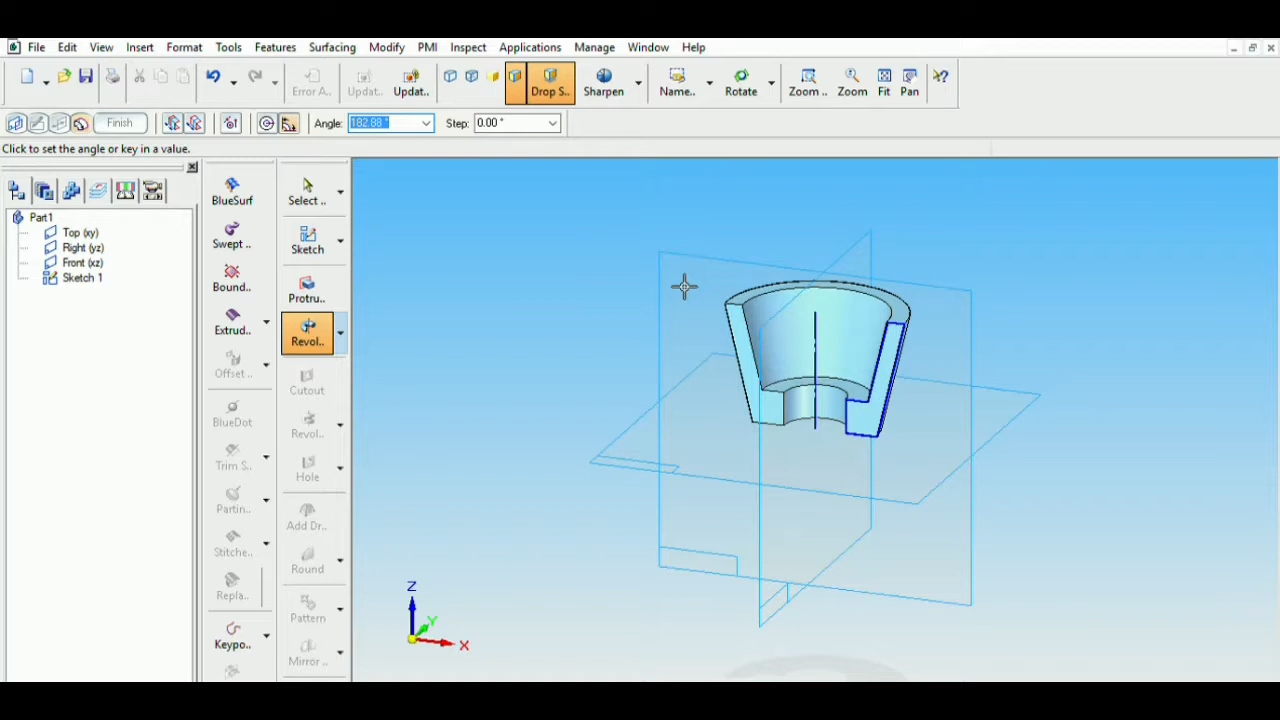 File Edit View Insert Format Tools Features Surfacing Modify PMI Inspect Applications Manage Window Help
Error A.. Updat.. Updat.. Drop S.. Sharpen Name.. Rotate Zoom .. Zoom Fit Pan
Finish Angle: 182.88 ° Step: 0.00 °
Click to set the angle or key in a value.
Part1
Top (xy)
Right (yz)
Front (xz)
Sketch 1
BlueSurf
Swept ..
Bound..
Extrud..
Offset ..
BlueDot
Trim S..
Parting..
Stitche..
Repla..
Keypo..
Select ..
Sketch
Protru..
Revol..
Cutout
Revol..
Hole
Add Dr..
Round
Pattern
Mirror ..
Z
Y
X